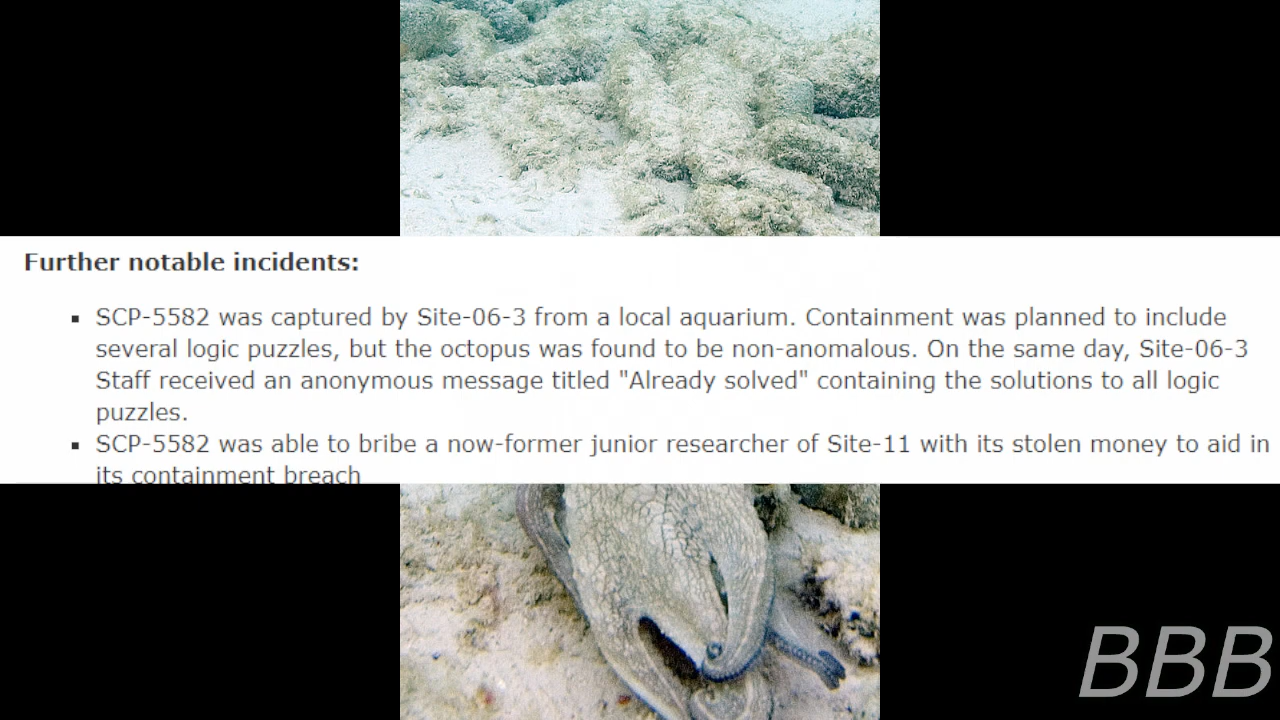 Further notable incidents:
SCP-5582 was captured by Site-06-3 from a local aquarium. Containment was planned to include
several logic puzzles, but the octopus was found to be non-anomalous. On the same day, Site-06-3
Staff received an anonymous message titled "Already solved" containing the solutions to all logic
puzzles.
SCP-5582 was able to bribe a now-former junior researcher of Site-11 with its stolen money to aid in
its containment breach
BBB